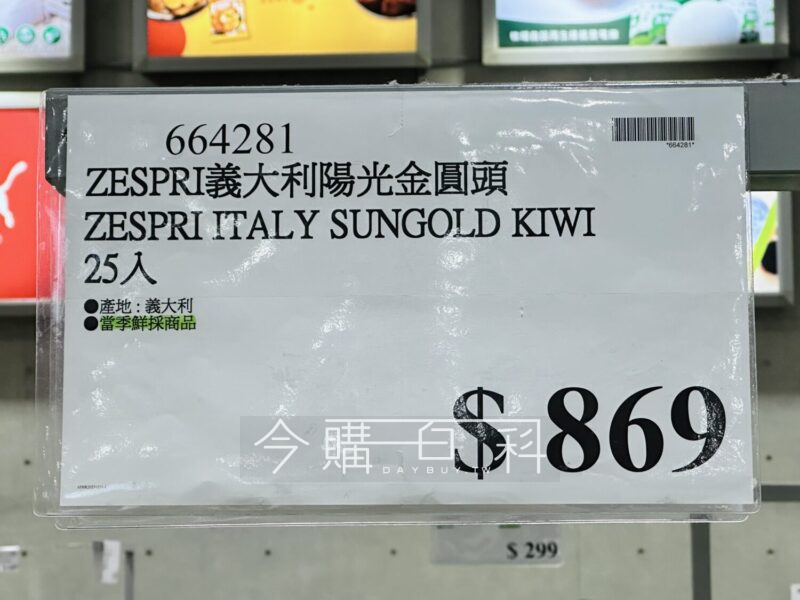 664281
*664281*
ZESPRI義大利陽光金圓頭
ZESPRI ITALY SUNGOLD KIWI
25入
●產地：義大利
●當季鮮採商品
$ 869
今購百科
DAYBUY.TW
$ 299